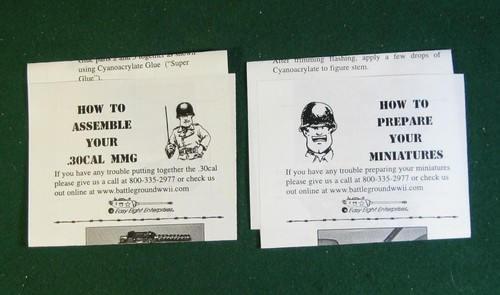 Glue parts 2 and 3 together as shown
using Cyanoacrylate Glue ("Super
Glue").
HOW TO
ASSEMBLE
YOUR
.30CAL MMG
If you have any trouble putting together the .30cal
please give us a call at 800-335-2977 or check us
out online at www.battlegroundwwii.com
Easy Eight Enterprises.
After trimming flashing, apply a few drops of
Cyanoacrylate to figure stem.
HOW TO
PREPARE
YOUR
MINIATURES
If you have any trouble preparing your miniatures
please give us a call at 800-335-2977 or check us
out online at www.battlegroundwwii.com
Easy Eight Enterprises.